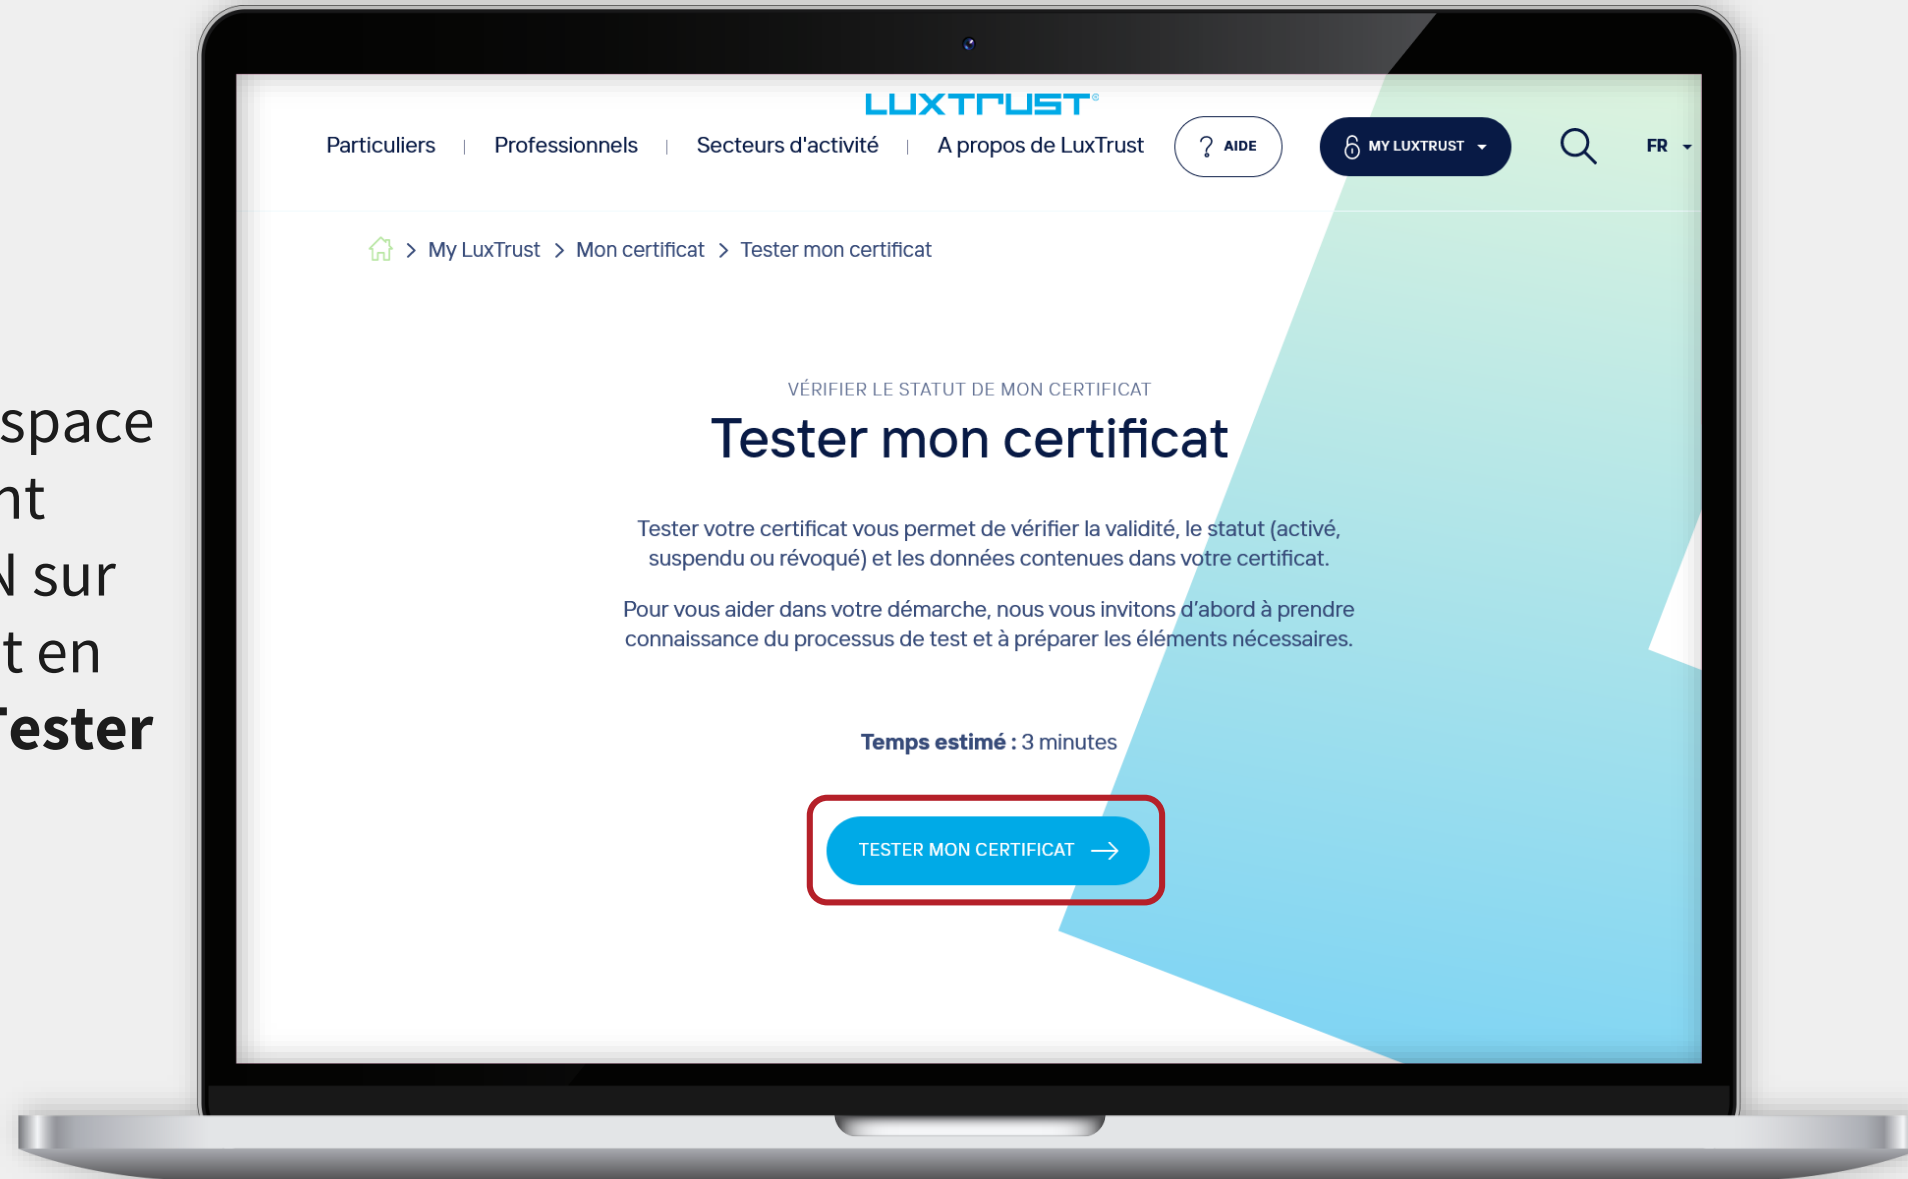 space
nt
N sur
t en
Tester
LUXTRUST®
Particuliers | Professionnels | Secteurs d'activité | A propos de LuxTrust ? AIDE MY LUXTRUST FR
> My LuxTrust > Mon certificat > Tester mon certificat
VÉRIFIER LE STATUT DE MON CERTIFICAT
Tester mon certificat
Tester votre certificat vous permet de vérifier la validité, le statut (activé,
suspendu ou révoqué) et les données contenues dans votre certificat.
Pour vous aider dans votre démarche, nous vous invitons d'abord à prendre
connaissance du processus de test et à préparer les éléments nécessaires.
Temps estimé : 3 minutes
TESTER MON CERTIFICAT →